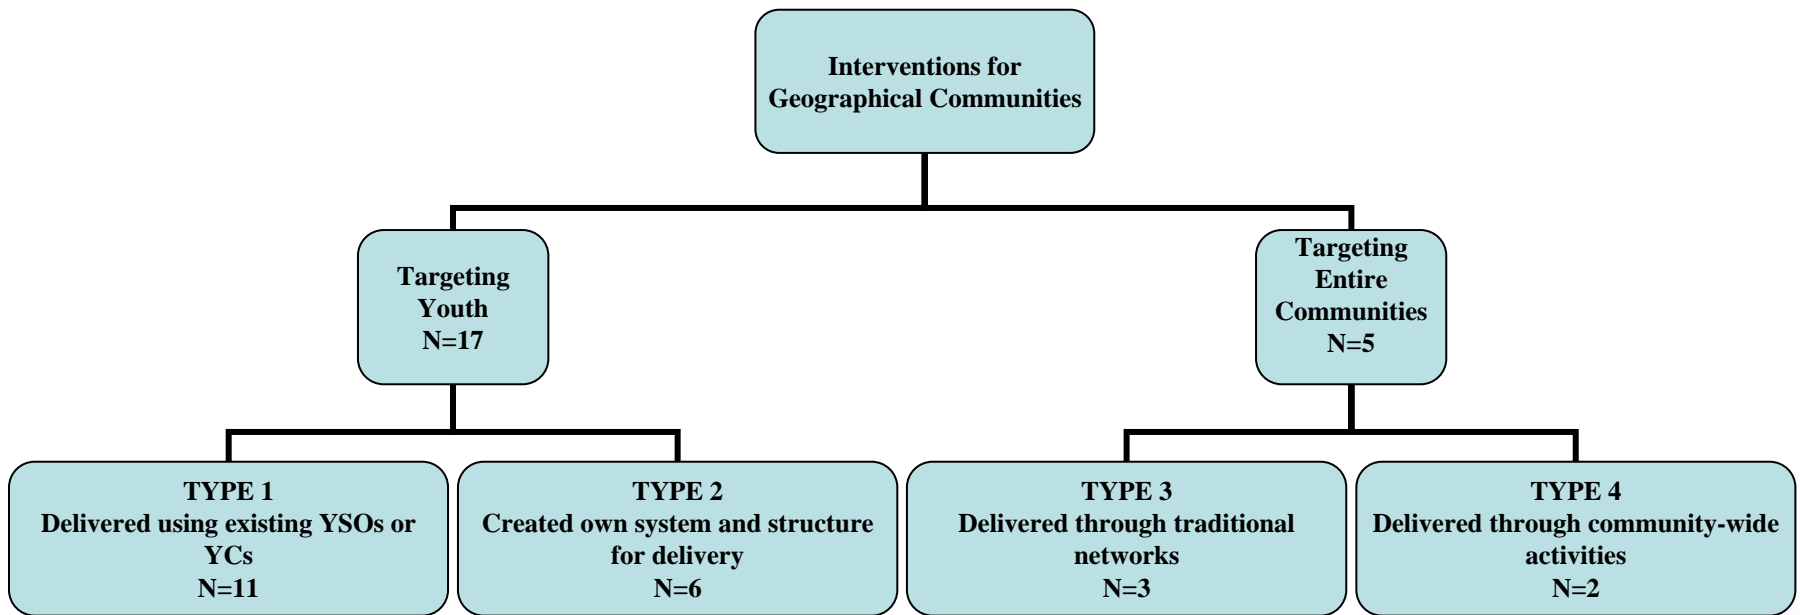 Interventions for
Geographical Communities
Targeting
Youth
N=17
Targeting
Entire
Communities
N=5
TYPE 1
Delivered using existing YSOs or
YCs
N=11
TYPE 2
Created own system and structure
for delivery
N=6
TYPE 3
Delivered through traditional
networks
N=3
TYPE 4
Delivered through community-wide
activities
N=2